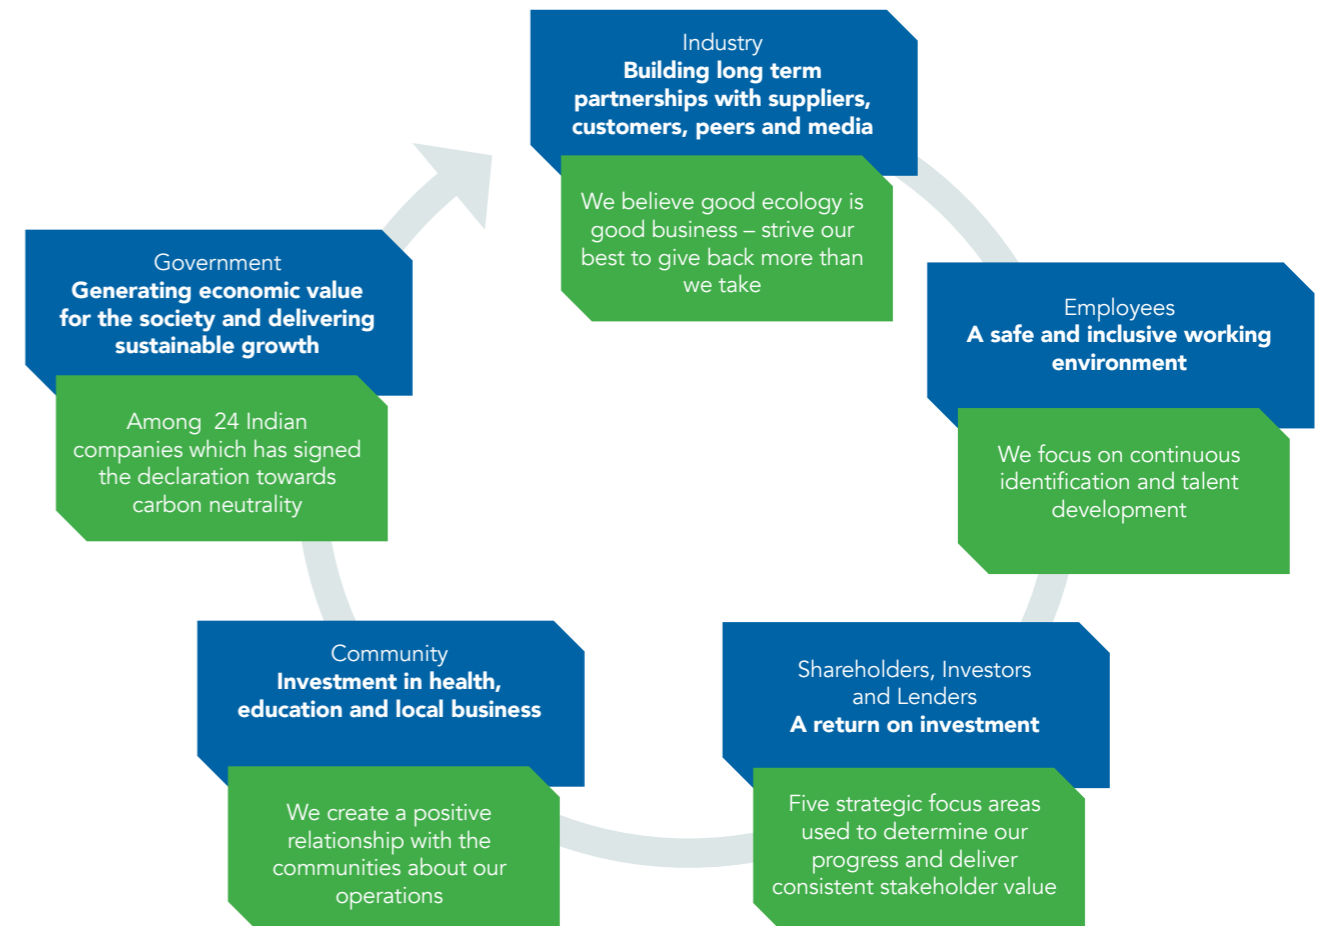 Industry
Building long term
partnerships with suppliers,
customers, peers and media
We believe good ecology is
good business – strive our
best to give back more than
we take
Employees
A safe and inclusive working
environment
We focus on continuous
identification and talent
development
Shareholders, Investors
and Lenders
A return on investment
Five strategic focus areas
used to determine our
progress and deliver
consistent stakeholder value
Community
Investment in health,
education and local business
We create a positive
relationship with the
communities about our
operations
Government
Generating economic value
for the society and delivering
sustainable growth
Among 24 Indian
companies which has signed
the declaration towards
carbon neutrality